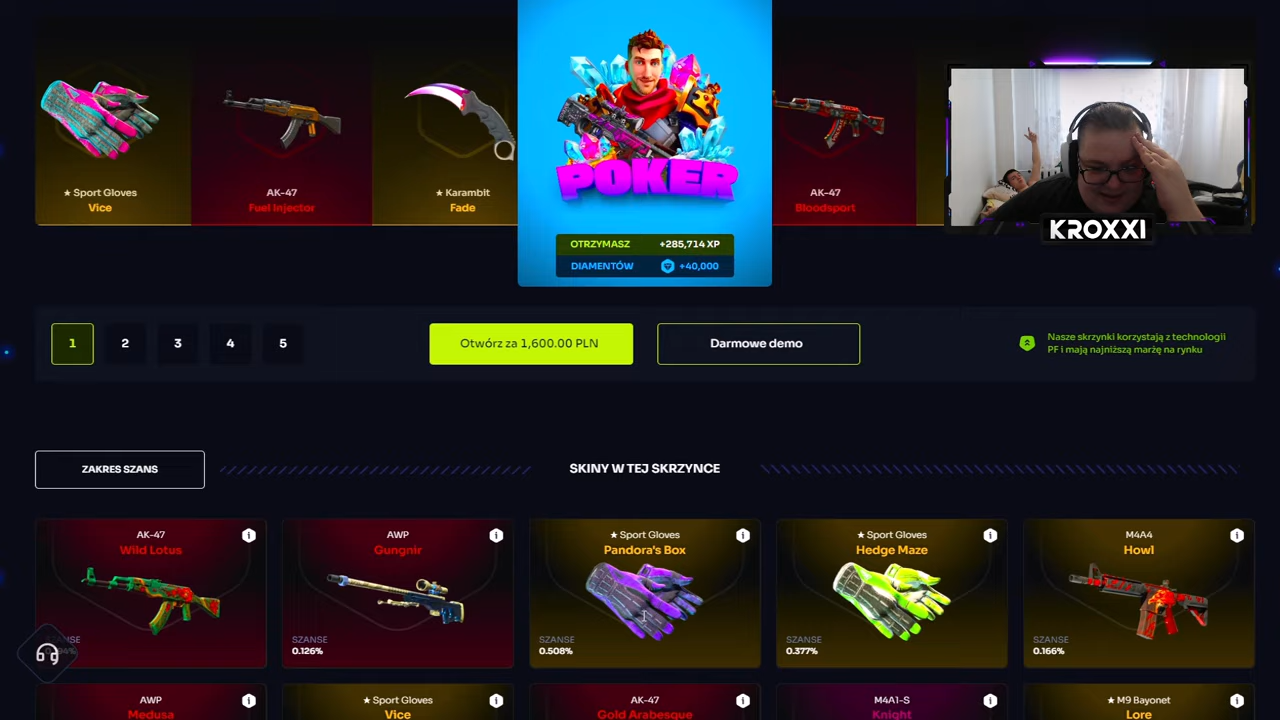 ★ Sport Gloves
Vice
AK-47
Fuel Injector
★ Karambit
Fade
POKER
OTRZYMASZ +285,714 XP
DIAMENTÓW +40,000
AK-47
Bloodsport
KROXXI
1 2 3 4 5
Otwórz za 1,600.00 PLN
Darmowe demo
Nasze skrzynki korzystają z technologii
PF i mają najniższą marżę na rynku
ZAKRES SZANS
SKINY W TEJ SKRZYNCE
AK-47
Wild Lotus
AWP
Gungnir
SZANSE
0.126%
★ Sport Gloves
Pandora's Box
SZANSE
0.508%
★ Sport Gloves
Hedge Maze
SZANSE
0.377%
M4A4
Howl
SZANSE
0.166%
AWP
Medusa
★ Sport Gloves
Vice
AK-47
Gold Arabesque
M4A1-S
Knight
★ M9 Bayonet
Lore